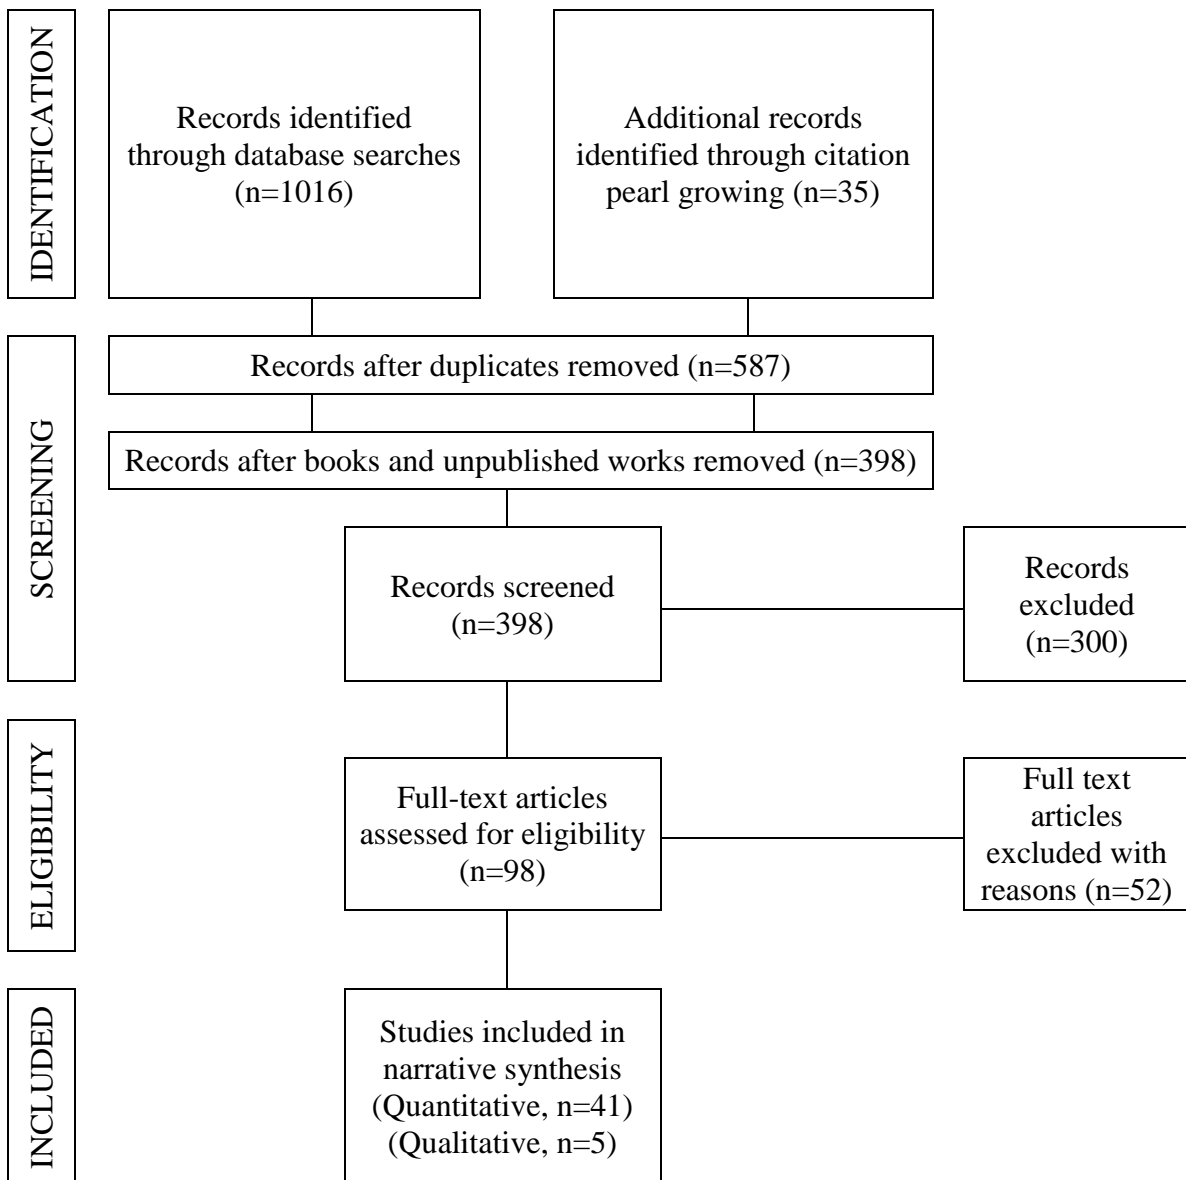 IDENTIFICATION
Records identified
through database searches
(n=1016)
Additional records
identified through citation
pearl growing (n=35)
SCREENING
Records after duplicates removed (n=587)
Records after books and unpublished works removed (n=398)
Records screened
(n=398)
Records
excluded
(n=300)
ELIGIBILITY
Full-text articles
assessed for eligibility
(n=98)
Full text
articles
excluded with
reasons (n=52)
INCLUDED
Studies included in
narrative synthesis
(Quantitative, n=41)
(Qualitative, n=5)